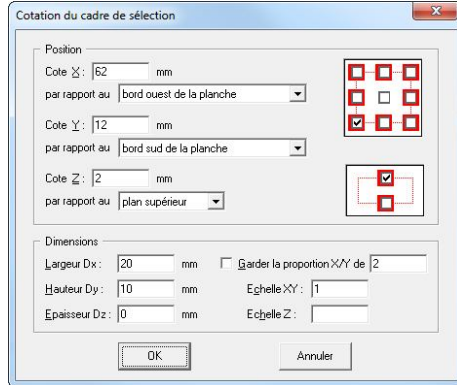 Cotation du cadre de sélection
Position
Cote X : 62 mm
par rapport au bord ouest de la planche
Cote Y : 12 mm
par rapport au bord sud de la planche
Cote Z : 2 mm
par rapport au plan supérieur
Dimensions
Largeur Dx : 20 mm Garder la proportion X/Y de 2
Hauteur Dy : 10 mm Echelle XY : 1
Epaisseur Dz : 0 mm Echelle Z :
OK Annuler